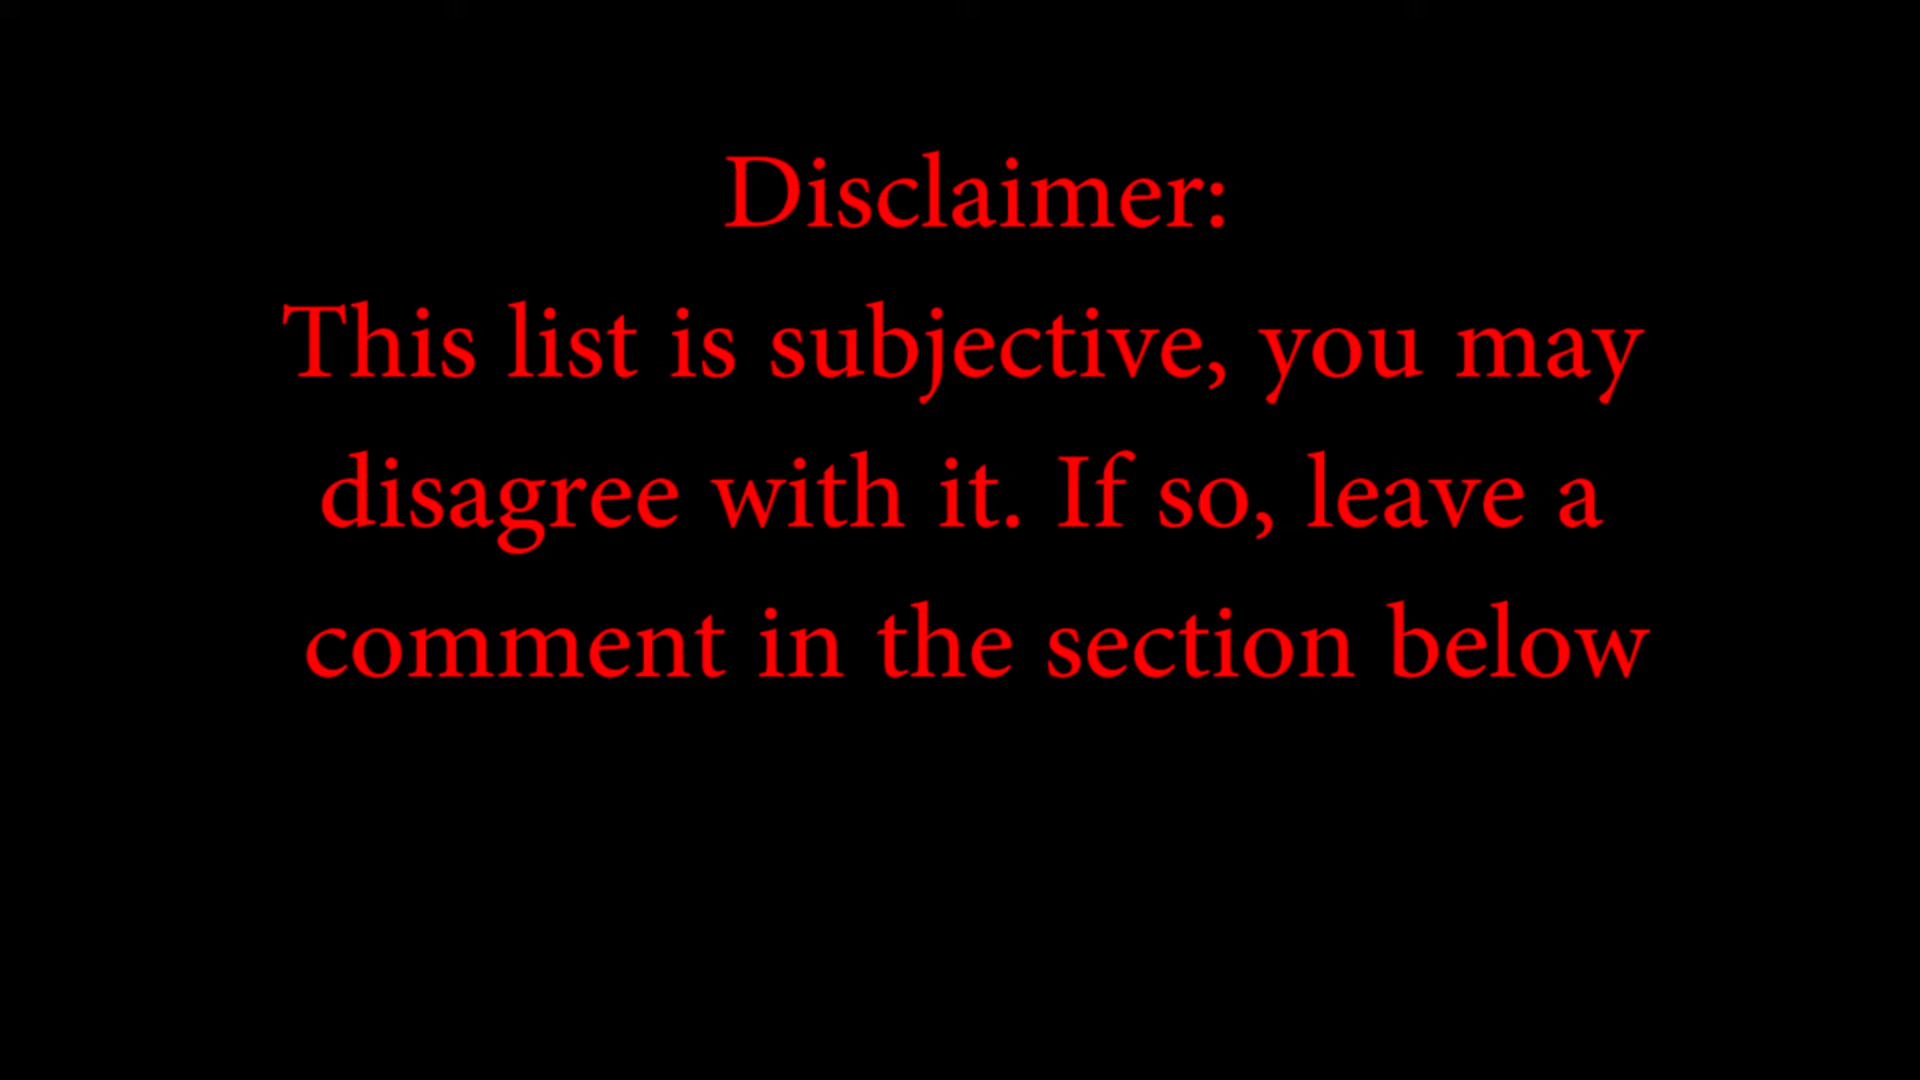 Disclaimer:
This list is subjective, you may
disagree with it. If so, leave a
comment in the section below